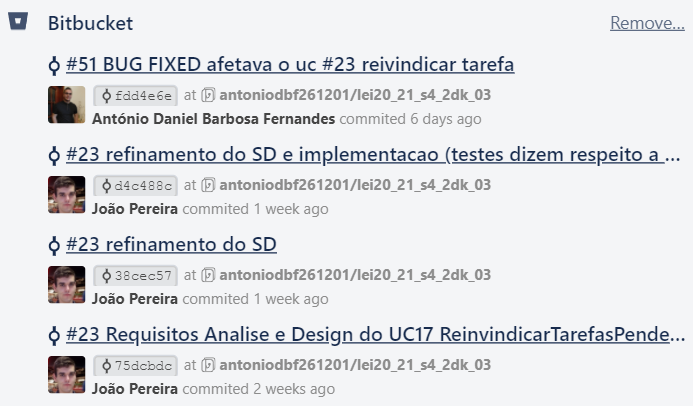 Bitbucket Remove...
#51 BUG FIXED afetava o uc #23 reivindicar tarefa
fdd4e6e at antoniodbf261201/lei20_21_s4_2dk_03
António Daniel Barbosa Fernandes commited 6 days ago
#23 refinamento do SD e implementacao (testes dizem respeito a ...
d4c488c at antoniodbf261201/lei20_21_s4_2dk_03
João Pereira commited 1 week ago
#23 refinamento do SD
38cec57 at antoniodbf261201/lei20_21_s4_2dk_03
João Pereira commited 1 week ago
#23 Requisitos Analise e Design do UC17 ReinvindicarTarefasPende...
75dcbdc at antoniodbf261201/lei20_21_s4_2dk_03
João Pereira commited 2 weeks ago